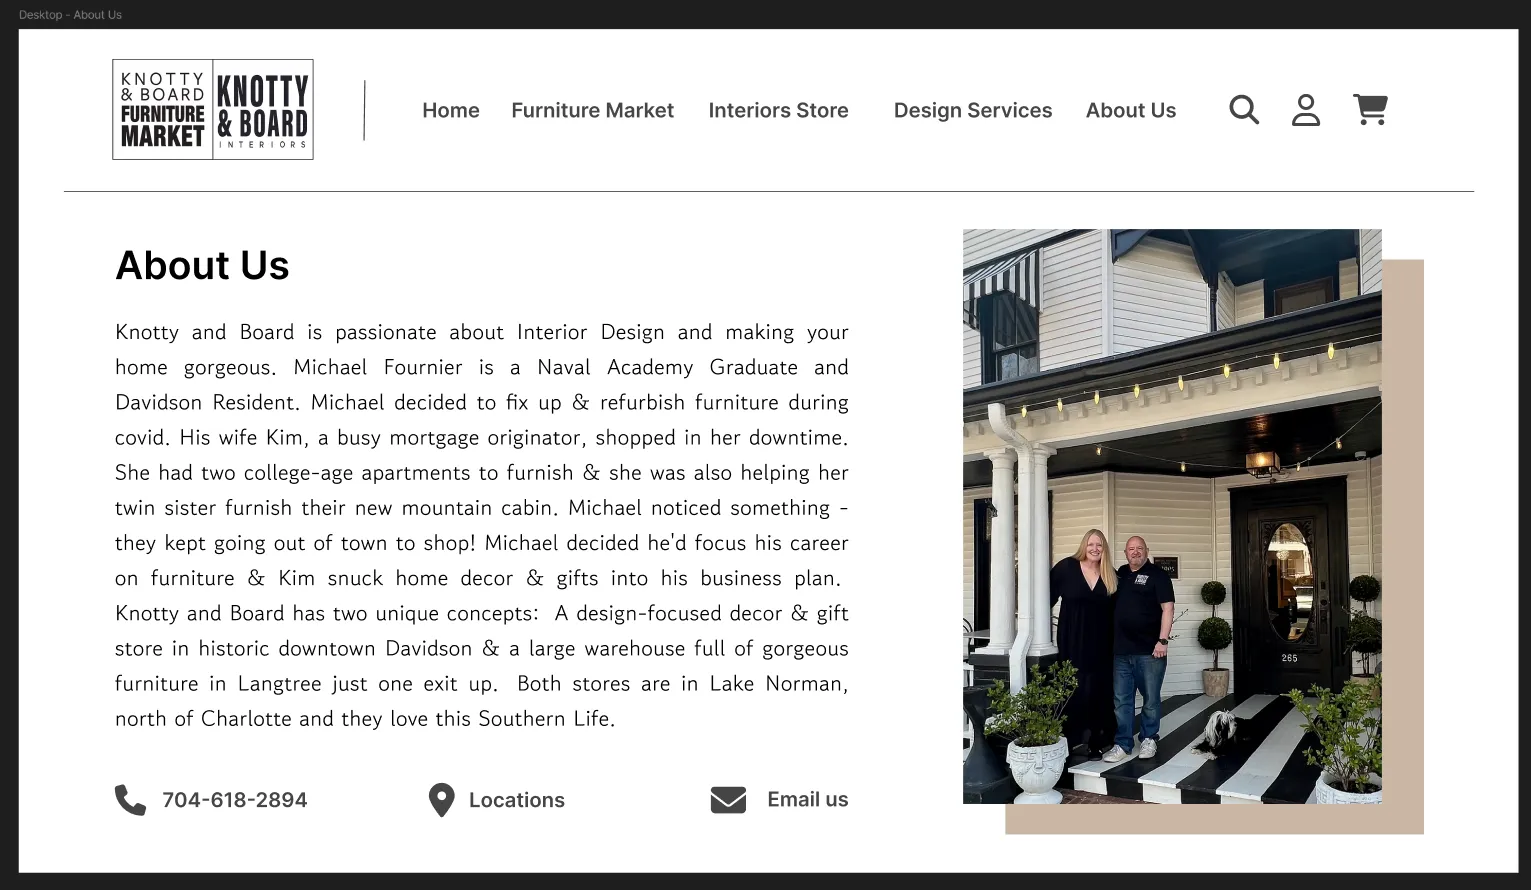 Desktop - About Us
KNOTTY
& BOARD
FURNITURE
MARKET
KNOTTY
& BOARD
INTERIORS
Home Furniture Market Interiors Store Design Services About Us
About Us
Knotty and Board is passionate about Interior Design and making your
home gorgeous. Michael Fournier is a Naval Academy Graduate and
Davidson Resident. Michael decided to fix up & refurbish furniture during
covid. His wife Kim, a busy mortgage originator, shopped in her downtime.
She had two college-age apartments to furnish & she was also helping her
twin sister furnish their new mountain cabin. Michael noticed something -
they kept going out of town to shop! Michael decided he'd focus his career
on furniture & Kim snuck home decor & gifts into his business plan.
Knotty and Board has two unique concepts: A design-focused decor & gift
store in historic downtown Davidson & a large warehouse full of gorgeous
furniture in Langtree just one exit up. Both stores are in Lake Norman,
north of Charlotte and they love this Southern Life.
704-618-2894 Locations Email us
265